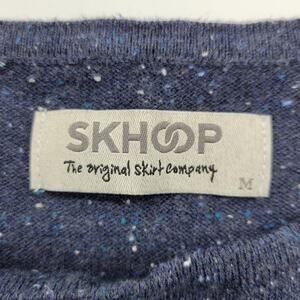 SKHOOP
The original Skirt Company
M